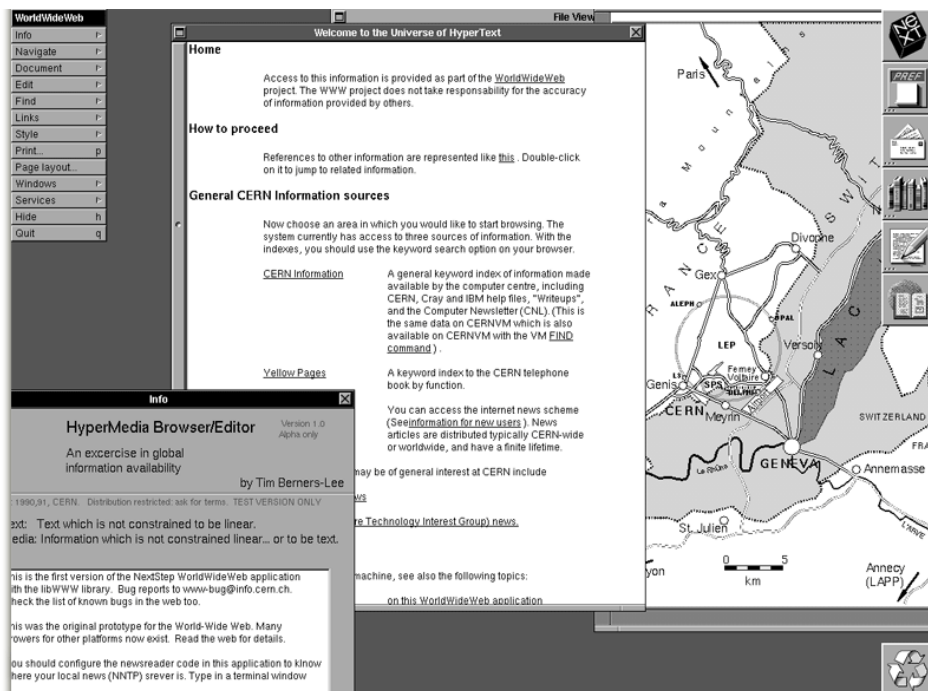 WorldWideWeb
Info
Navigate
Document
Edit
Find
Links
Style
Print... p
Page layout...
Windows
Services
Hide h
Quit q
File View
Welcome to the Universe of HyperText
Home
Access to this information is provided as part of the WorldWideWeb
project. The WWW project does not take responsability for the accuracy
of information provided by others.
How to proceed
References to other information are represented like this . Double-click
on it to jump to related information.
General CERN Information sources
Now choose an area in which you would like to start browsing. The
system currently has access to three sources of information. With the
indexes, you should use the keyword search option on your browser.
CERN Information
A general keyword index of information made
available by the computer centre, including
CERN, Cray and IBM help files, "Writeups",
and the Computer Newsletter (CNL). (This is
the same data on CERNVM which is also
available on CERNVM with the VM FIND
command ) .
Yellow Pages
A keyword index to the CERN telephone
book by function.
You can access the internet news scheme
(Seeinformation for new users ). News
articles are distributed typically CERN-wide
or worldwide, and have a finite lifetime.
may be of general interest at CERN include
ws
re Technology Interest Group) news.
machine, see also the following topics:
on this WorldWideWeb application
Info
HyperMedia Browser/Editor
Version 1.0
Alpha only
An excercise in global
information availability
by Tim Berners-Lee
1990,91, CERN. Distribution restricted: ask for terms. TEST VERSION ONLY
ext: Text which is not constrained to be linear.
edia: Information which is not constrained linear... or to be text.
his is the first version of the NextStep WorldWideWeb application
ith the libWWW library. Bug reports to www-bug@info.cern.ch.
heck the list of known bugs in the web too.
his was the original prototype for the World-Wide Web. Many
rowers for other platforms now exist. Read the web for details.
ou should configure the newsreader code in this application to klnow
here your local news (NNTP) srever is. Type in a terminal window
Paris
FRANCE
SWIT
Divonne
Gex
ALEPH
OPAL
LEP
LAC
Versoix
Ferney
Voltaire
L3
Genis
SPS
DELPHI
Airport
CERN
Meyrin
SWITZERLAND
FRA
GENEVA
Le Rhône
Annemasse
St. Julien
L'ARVE
yon
0 5
km
Annecy
(LAPP)
NeXT
PREF